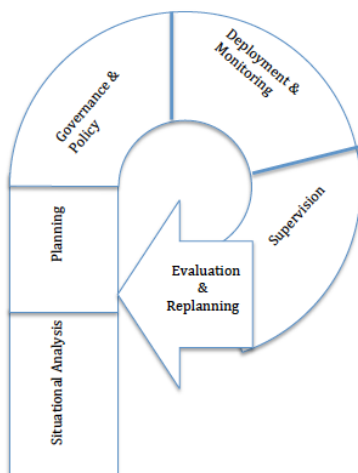 Deployment &
Monitoring
Governance &
Policy
Supervision
Planning
Evaluation
&
Replanning
Situational Analysis